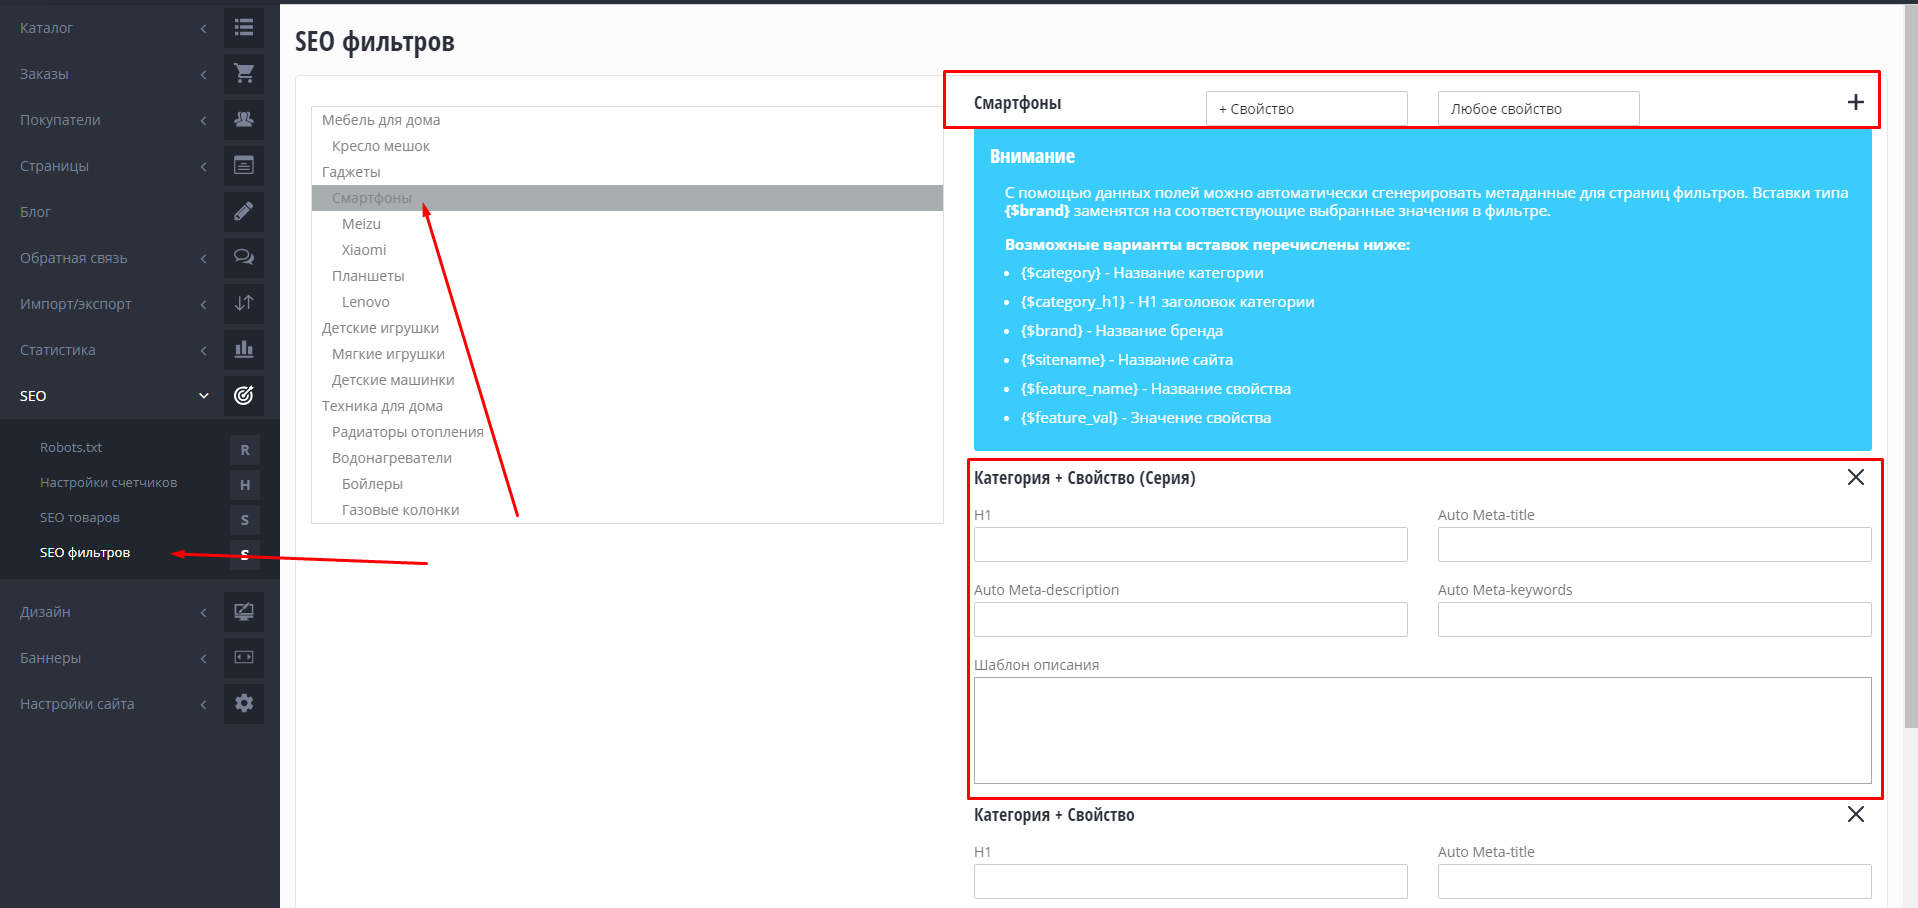 Каталог
Заказы
Покупатели
Страницы
Блог
Обратная связь
Импорт/экспорт
Статистика
SEO
Robots.txt
R
Настройки счетчиков
H
SEO товаров
S
SEO фильтров
S
Дизайн
Баннеры
Настройки сайта
SEO фильтров
Мебель для дома
Кресло мешок
Гаджеты
Смартфоны
Meizu
Xiaomi
Планшеты
Lenovo
Детские игрушки
Мягкие игрушки
Детские машинки
Техника для дома
Радиаторы отопления
Водонагреватели
Бойлеры
Газовые колонки
Смартфоны
+ Свойство
Любое свойство
Внимание
С помощью данных полей можно автоматически сгенерировать метаданные для страниц фильтров. Вставки типа
{$brand} заменятся на соответствующие выбранные значения в фильтре.
Возможные варианты вставок перечислены ниже:
• {$category} - Название категории
• {$category_h1} - H1 заголовок категории
• {$brand} - Название бренда
• {$sitename} - Название сайта
• {$feature_name} - Название свойства
• {$feature_val} - Значение свойства
Категория + Свойство (Серия)
H1
Auto Meta-title
Auto Meta-description
Auto Meta-keywords
Шаблон описания
Категория + Свойство
H1
Auto Meta-title